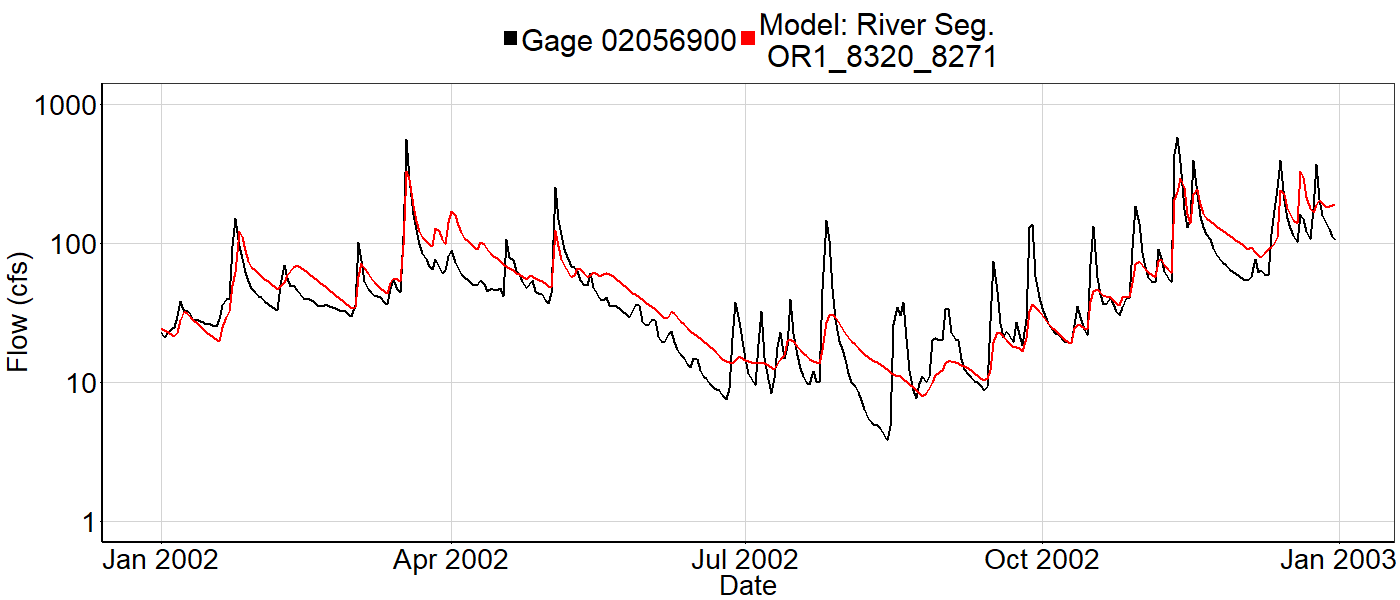 Gage 02056900 Model: River Seg.
OR1_8320_8271
1000
100
10
1
Flow (cfs)
Jan 2002 Apr 2002 Jul 2002 Oct 2002 Jan 2003
Date